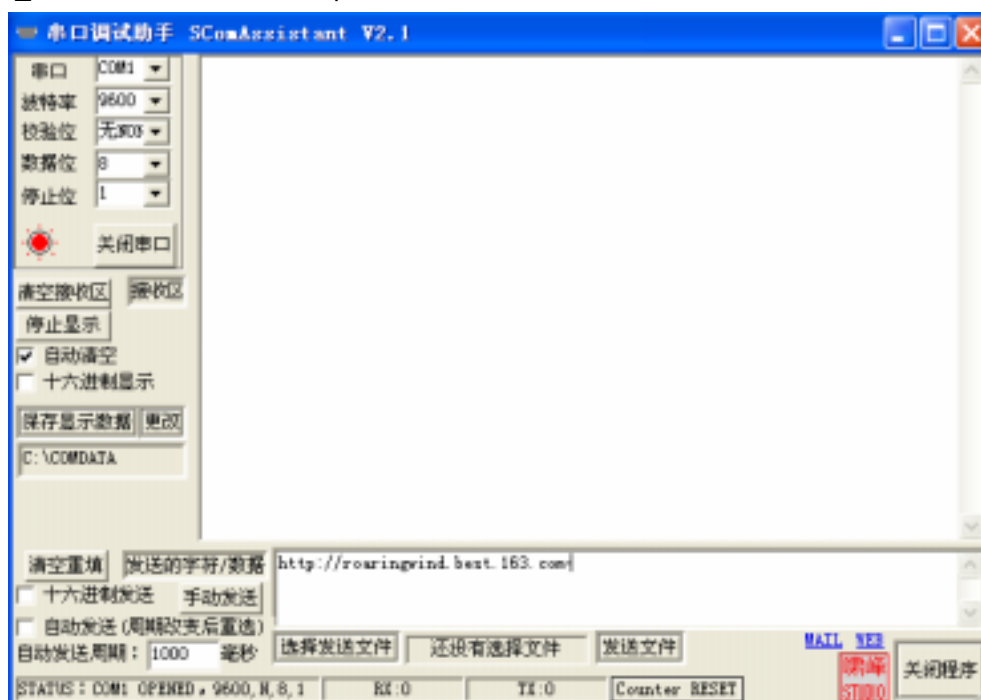 串口调试助手 SComAssistant V2.1
串口 COM1
波特率 9600
校验位 无NON
数据位 8
停止位 1
关闭串口
清空接收区 接收区
停止显示
自动清空
十六进制显示
保存显示数据 更改
C:\COMDATA
清空重填 发送的字符/数据 http://roaringwind.best.163.com
十六进制发送 手动发送
自动发送(周期改变后重选)
自动发送周期: 1000 毫秒 选择发送文件 还没有选择文件 发送文件 MAIL WEB
STATUS: COM1 OPENED, 9600, N, 8, 1 RX:0 TX:0 Counter RESET STUDIO 关闭程序